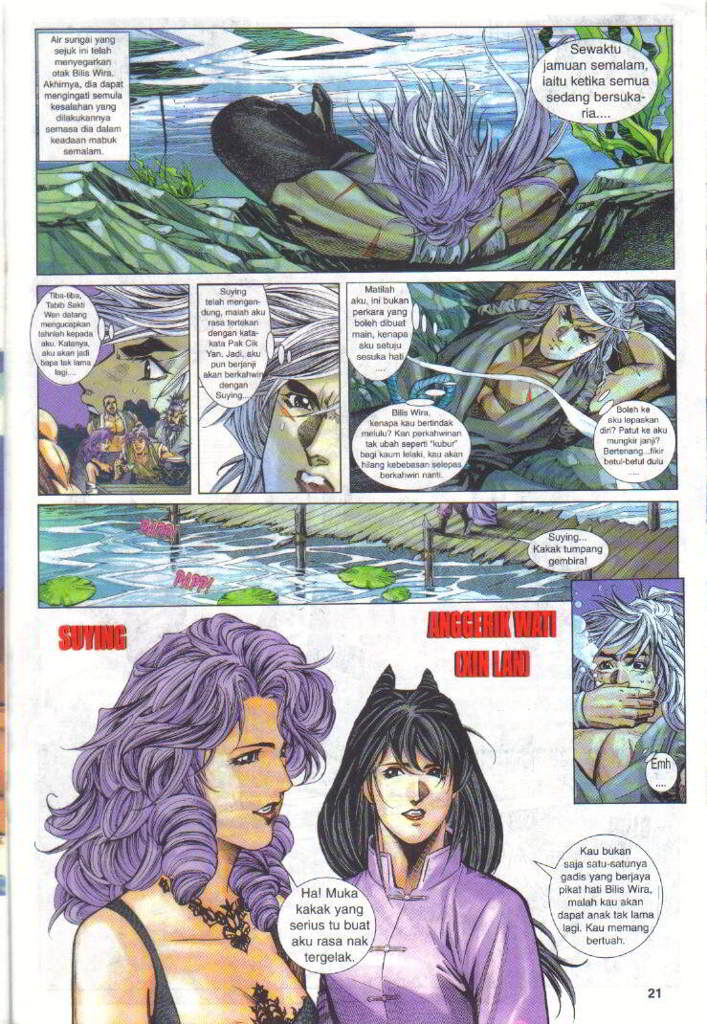 Air sungai yang
sejuk ini telah
menyegarkan
otak Bilis Wira.
Akhirnya, dia dapat
mengingati semula
kesalahan yang
dilakukannya
semasa dia dalam
keadaan mabuk
semalam.
Sewaktu
jamuan semalam,
iaitu ketika semua
sedang bersuka-
ria....
Tiba-tiba,
Tabib Sakti
Wan datang
mengucapkan
tahniah kepada
aku. Katanya,
aku akan jadi
bapa tak lama
lagi....
Suying
telah mengan-
dung, malah aku
rasa tertekan
dengan kata-
kata Pak Cik
Yan. Jadi, aku
pun berjanji
akan berkahwin
dengan
Suying...
Matilah
aku, ini bukan
perkara yang
boleh dibuat
main, kenapa
aku setuju
sesuka hati
....
Bilis Wira,
kenapa kau bertindak
melulu? Kan perkahwinan
tak ubah seperti "kubur"
bagi kaum lelaki, kau akan
hilang kebebasan selepas
berkahwin nanti.
Boleh ke
aku lepaskan
diri? Patut ke aku
mungkir janji?
Bertenang...fikir
betul-betul dulu
....
PAPP!
PAPP!
Suying...
Kakak tumpang
gembira!
SUYING
ANGGERIK WATI
(XIN LAN)
Emh
....
Ha! Muka
kakak yang
serius tu buat
aku rasa nak
tergelak.
Kau bukan
saja satu-satunya
gadis yang berjaya
pikat hati Bilis Wira,
malah kau akan
dapat anak tak lama
lagi. Kau memang
bertuah.
21